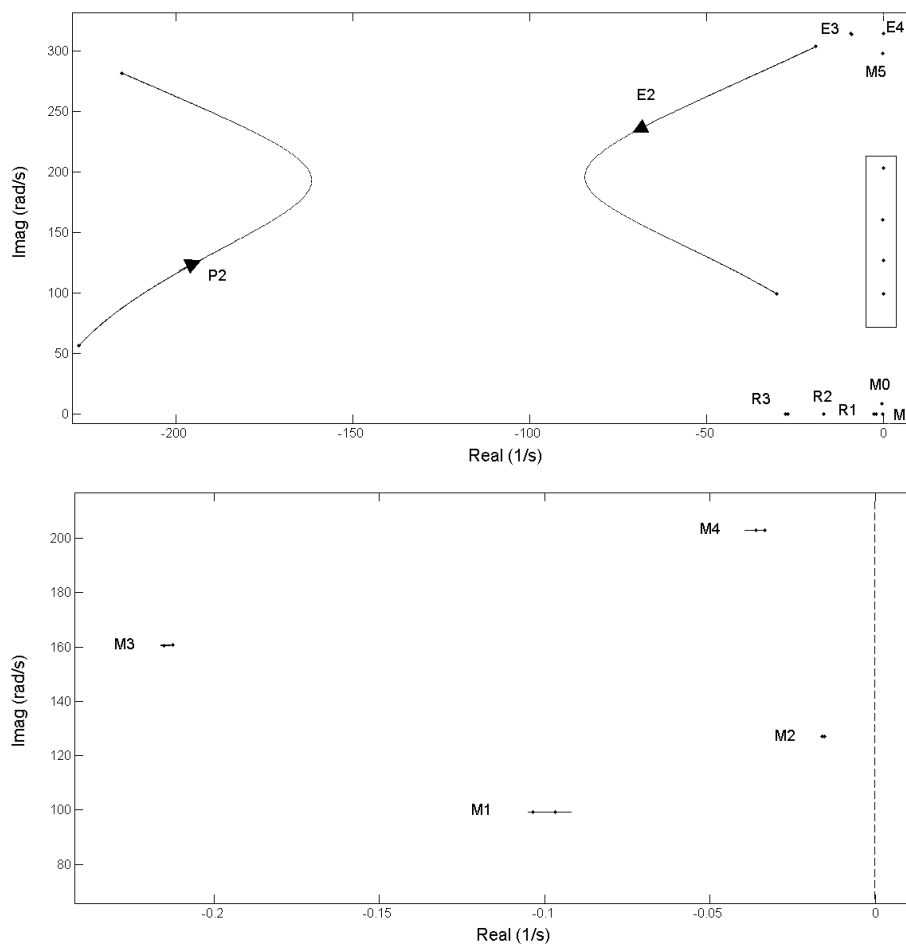 300
250
200
150
100
50
0
Imag (rad/s)
E3
E4
M5
E2
P2
M0
R3
R2
R1
M
-200
-150
-100
-50
0
Real (1/s)
200
180
160
140
120
100
80
Imag (rad/s)
M4
M3
M2
M1
-0.2
-0.15
-0.1
-0.05
0
Real (1/s)